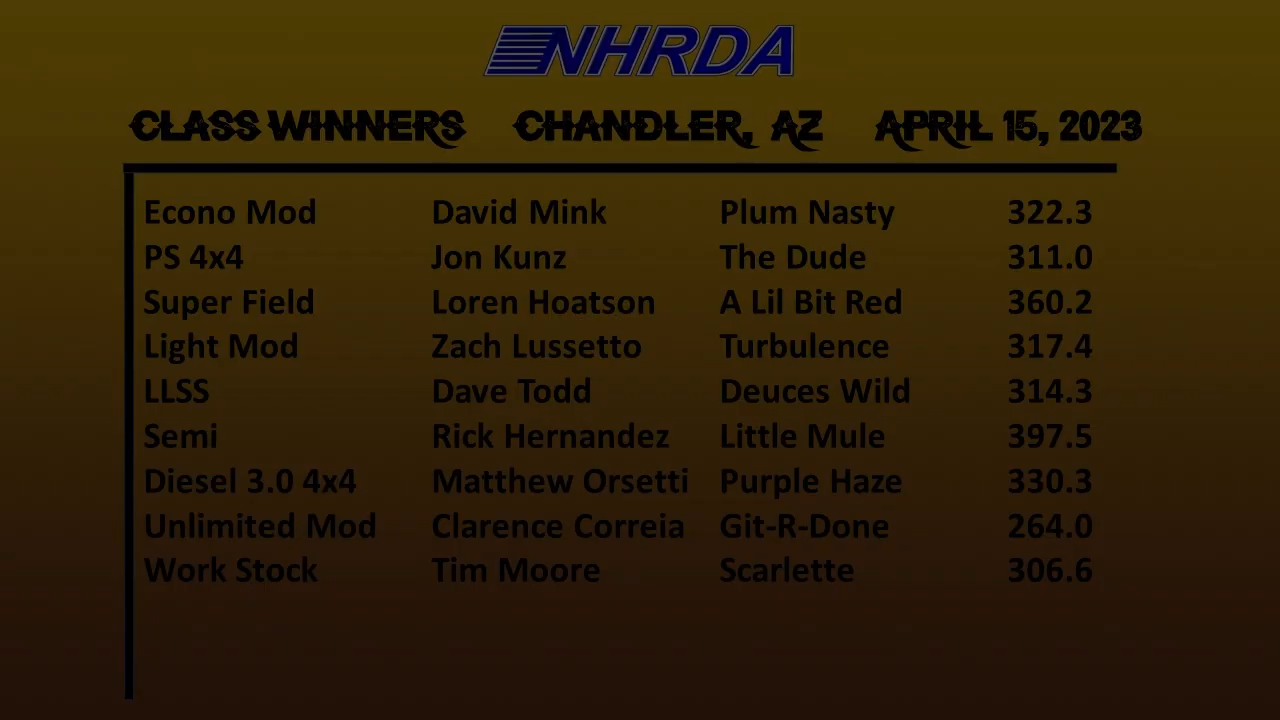 NHRDA
CLASS WINNERS CHANDLER, AZ APRIL 15, 2023
Econo Mod David Mink Plum Nasty 322.3
PS 4x4 Jon Kunz The Dude 311.0
Super Field Loren Hoatson A Lil Bit Red 360.2
Light Mod Zach Lussetto Turbulence 317.4
LLSS Dave Todd Deuces Wild 314.3
Semi Rick Hernandez Little Mule 397.5
Diesel 3.0 4x4 Matthew Orsetti Purple Haze 330.3
Unlimited Mod Clarence Correia Git-R-Done 264.0
Work Stock Tim Moore Scarlette 306.6